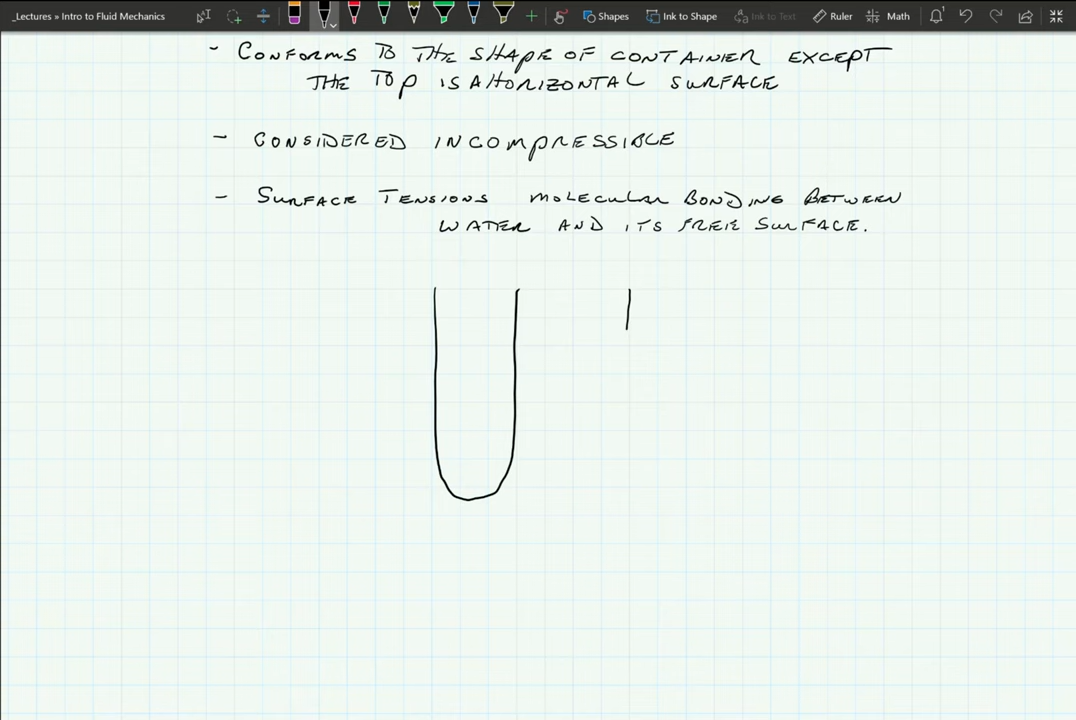 _Lectures » Intro to Fluid Mechanics
Shapes
Ink to Shape
Ink to Text
Ruler
Math
- CONFORMS TO THE SHAPE OF CONTAINER EXCEPT
THE TOP IS A HORIZONTAL SURFACE
- CONSIDERED INCOMPRESSIBLE
- SURFACE TENSIONS MOLECULAR BONDING BETWEEN
WATER AND ITS FREE SURFACE.